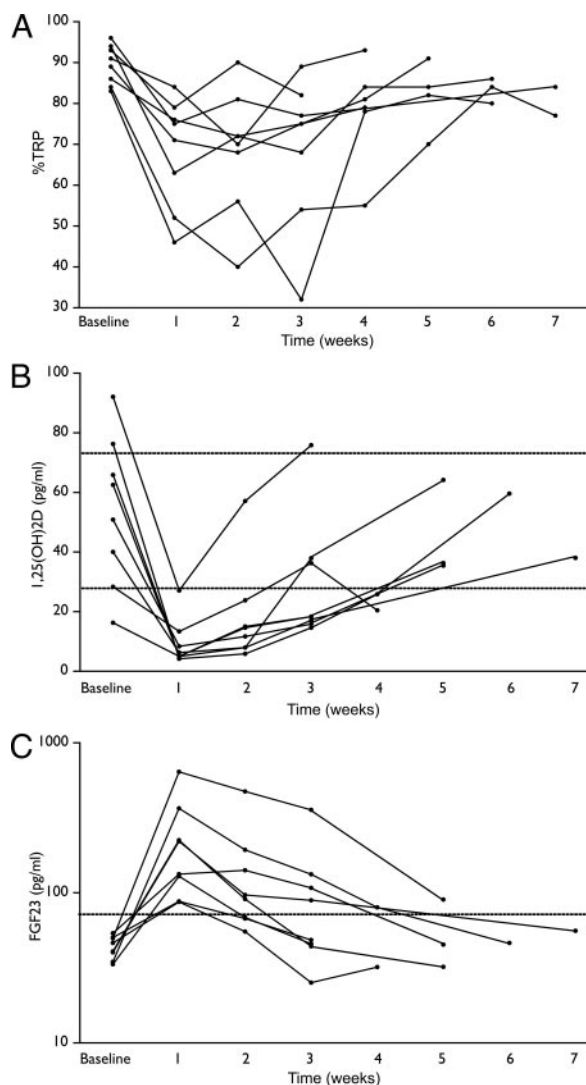 A
100
90
80
70
60
50
40
30
%TRP
Baseline 1 2 3 4 5 6 7
Time (weeks)
B
100
80
60
40
20
0
1,25(OH)2D (pg/ml)
Baseline 1 2 3 4 5 6 7
Time (weeks)
C
1000
100
10
FGF23 (pg/ml)
Baseline 1 2 3 4 5 6 7
Time (weeks)